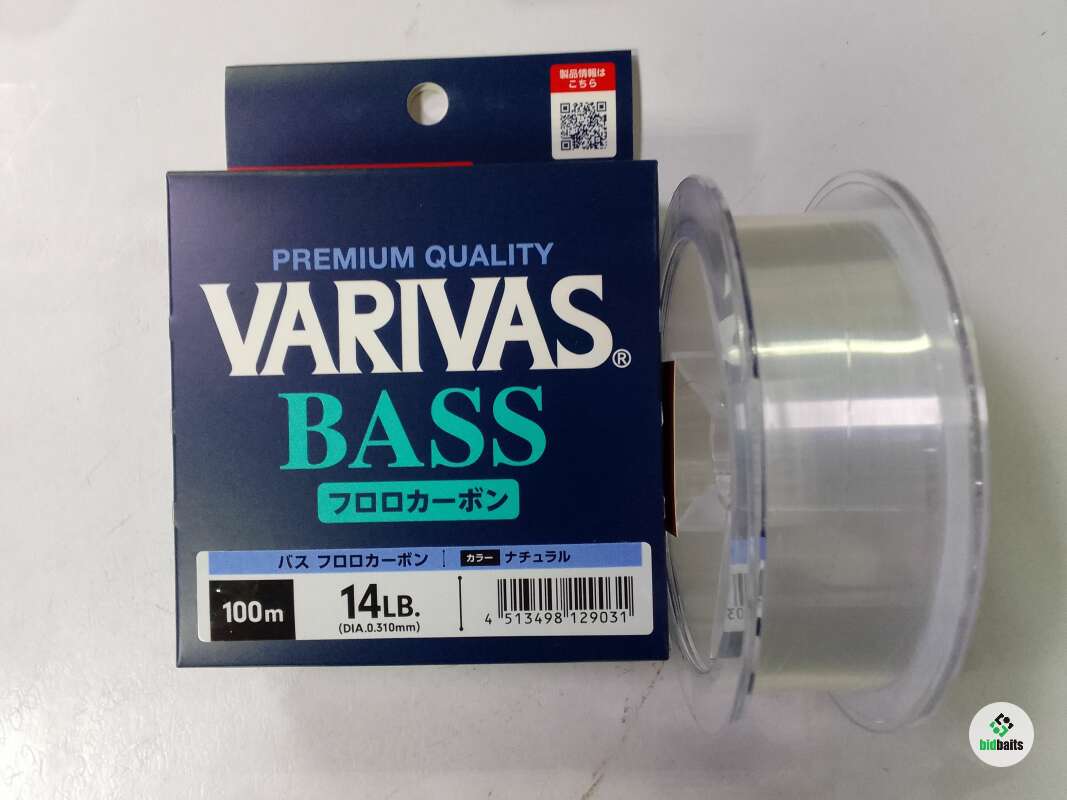 製品情報は
こちら
PREMIUM QUALITY
VARIVAS®
BASS
フロロカーボン
バス フロロカーボン カラー ナチュラル
100m
14LB.
(DIA.0.310mm)
4 513498 129031
bidbaits